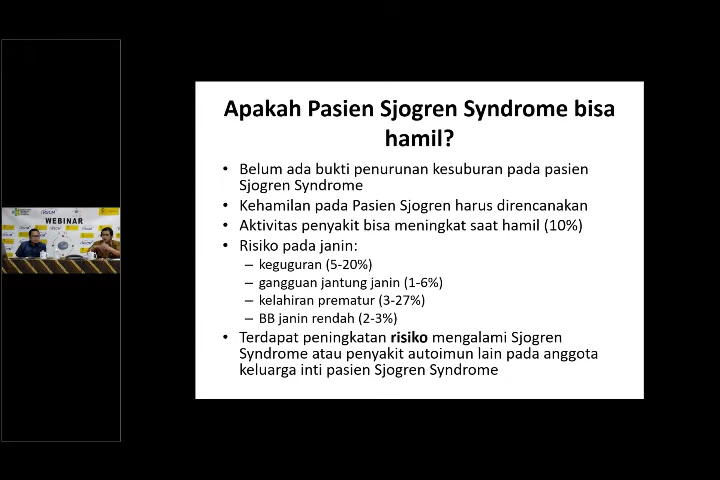 Apakah Pasien Sjogren Syndrome bisa
hamil?
• Belum ada bukti penurunan kesuburan pada pasien
Sjogren Syndrome
• Kehamilan pada Pasien Sjogren harus direncanakan
• Aktivitas penyakit bisa meningkat saat hamil (10%)
• Risiko pada janin:
– keguguran (5-20%)
– gangguan jantung janin (1-6%)
– kelahiran prematur (3-27%)
– BB janin rendah (2-3%)
• Terdapat peningkatan risiko mengalami Sjogren
Syndrome atau penyakit autoimun lain pada anggota
keluarga inti pasien Sjogren Syndrome
WEBINAR